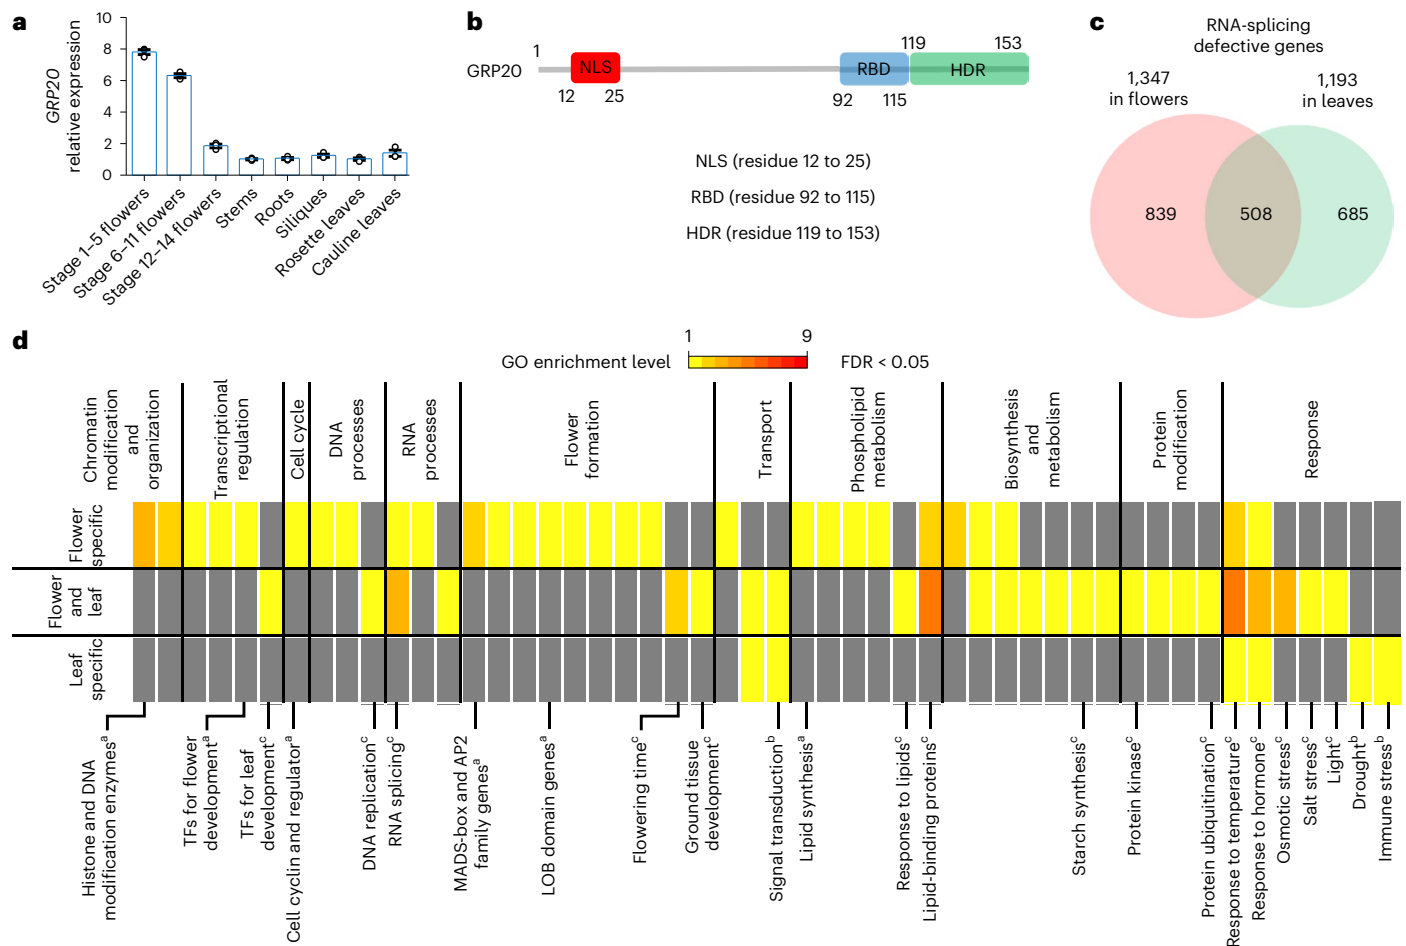 a
GRP20
relative expression
10
8
6
4
2
0
Stage 1–5 flowers
Stage 6–11 flowers
Stage 12–14 flowers
Stems
Roots
Siliques
Rosette leaves
Cauline leaves
b
GRP20
1
NLS
12
25
RBD
92
115
119
HDR
153
NLS (residue 12 to 25)
RBD (residue 92 to 115)
HDR (residue 119 to 153)
c
RNA-splicing
defective genes
1,347
in flowers
1,193
in leaves
839
508
685
d
1
9
GO enrichment level
FDR < 0.05
Chromatin
modification
and
organization
Transcriptional
regulation
Cell cycle
DNA
processes
RNA
processes
Flower
formation
Transport
Phospholipid
metabolism
Biosynthesis
and
metabolism
Protein
modification
Response
Flower
specific
Flower
and
leaf
Leaf
specific
Histone and DNA
modification enzymesᵃ
TFs for flower
developmentᵃ
TFs for leaf
developmentᶜ
Cell cyclin and regulatorᵃ
DNA replicationᶜ
RNA splicingᶜ
MADS-box and AP2
family genesᵃ
LOB domain genesᵃ
Flowering timeᶜ
Ground tissue
developmentᶜ
Signal transductionᵇ
Lipid synthesisᵃ
Response to lipidsᶜ
Lipid-binding proteinsᶜ
Starch synthesisᶜ
Protein kinaseᶜ
Protein ubiquitinationᶜ
Response to temperatureᶜ
Response to hormoneᶜ
Osmotic stressᶜ
Salt stressᶜ
Lightᶜ
Droughtᵇ
Immune stressᵇ